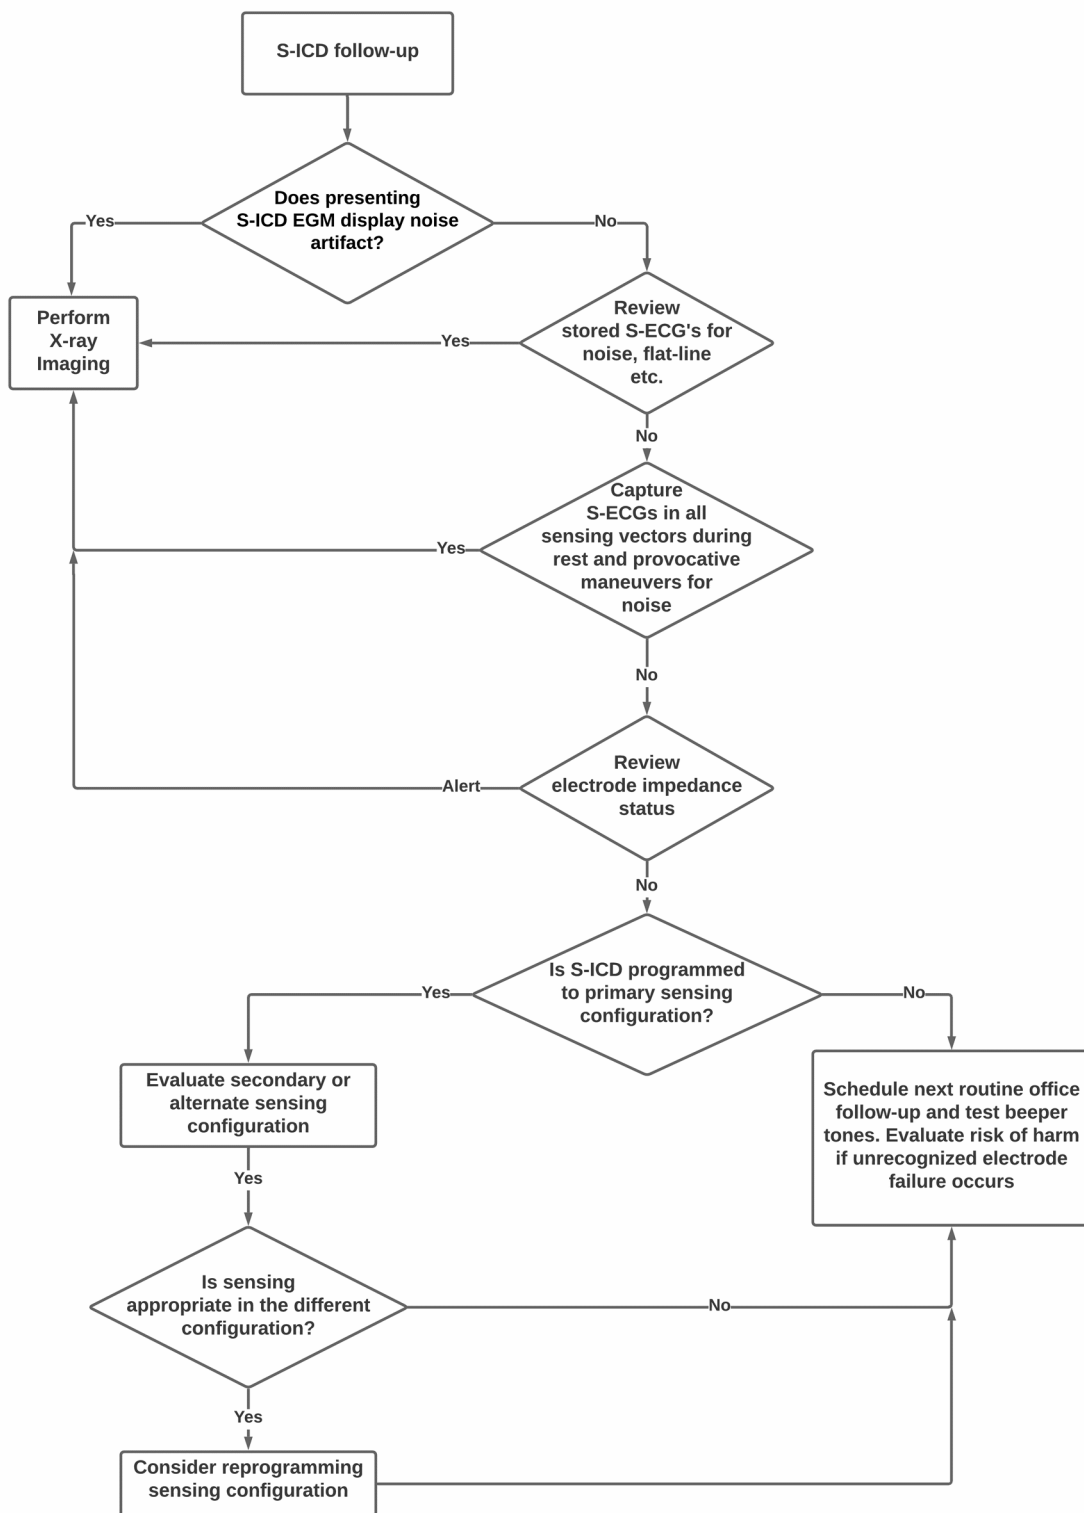 S-ICD follow-up
Does presenting
S-ICD EGM display noise
artifact?
Yes
No
Perform
X-ray
Imaging
Review
stored S-ECG's for
noise, flat-line
etc.
Yes
No
Capture
S-ECGs in all
sensing vectors during
rest and provocative
maneuvers for
noise
Yes
No
Review
electrode impedance
status
Alert
No
Is S-ICD programmed
to primary sensing
configuration?
Yes
No
Evaluate secondary or
alternate sensing
configuration
Schedule next routine office
follow-up and test beeper
tones. Evaluate risk of harm
if unrecognized electrode
failure occurs
Yes
Is sensing
appropriate in the different
configuration?
No
Yes
Consider reprogramming
sensing configuration